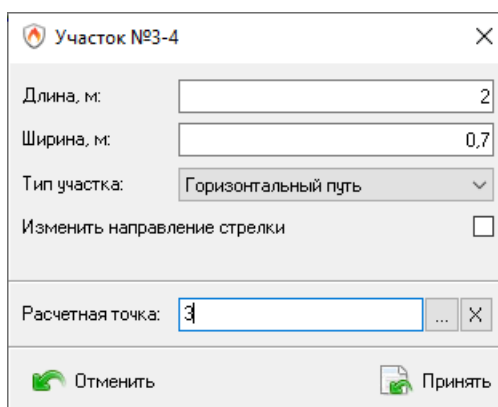 Участок №3-4
Длина, м: 2
Ширина, м: 0,7
Тип участка: Горизонтальный путь
Изменить направление стрелки
Расчетная точка: 3 ... X
Отменить Принять